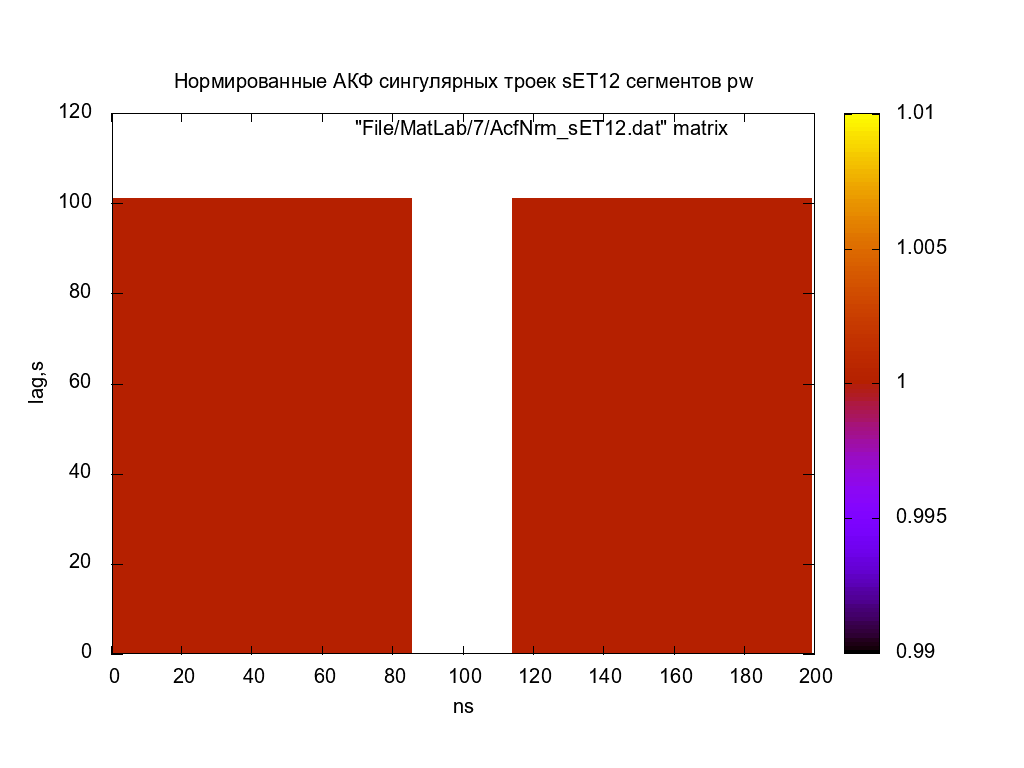 Нормированные АКФ сингулярных троек sET12 сегментов pw
"File/MatLab/7/AcfNrm_sET12.dat" matrix
120
100
80
60
40
20
0
lag,s
0 20 40 60 80 100 120 140 160 180 200
ns
1.01
1.005
1
0.995
0.99